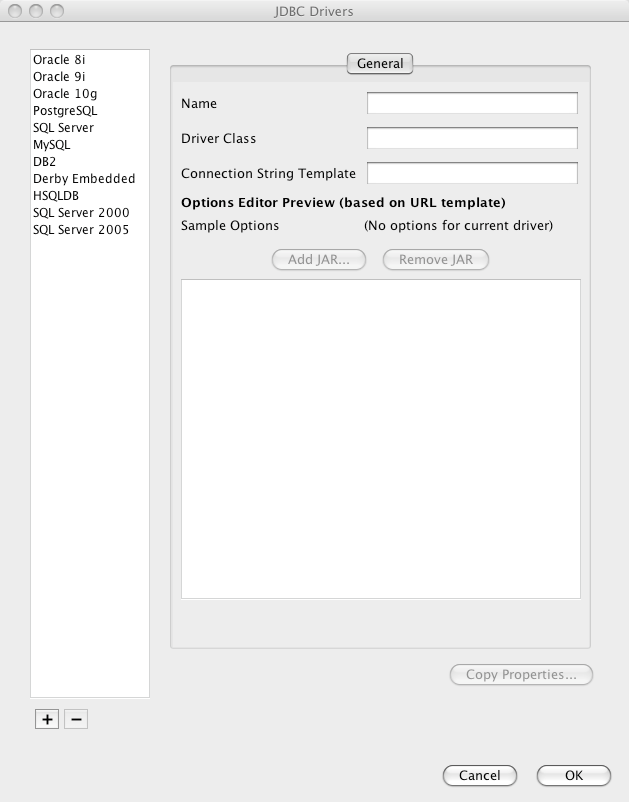 JDBC Drivers
Oracle 8i
Oracle 9i
Oracle 10g
PostgreSQL
SQL Server
MySQL
DB2
Derby Embedded
HSQLDB
SQL Server 2000
SQL Server 2005
General
Name
Driver Class
Connection String Template
Options Editor Preview (based on URL template)
Sample Options (No options for current driver)
Add JAR... Remove JAR
Copy Properties...
+ −
Cancel OK